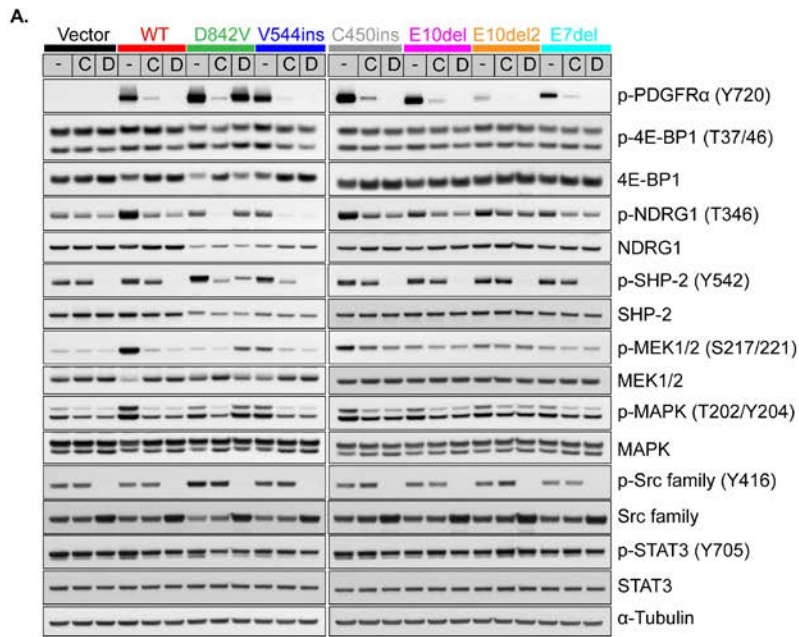 A.
Vector WT D842V V544ins C450ins E10del E10del2 E7del
- C D - C D - C D - C D - C D - C D - C D - C D
p-PDGFRα (Y720)
p-4E-BP1 (T37/46)
4E-BP1
p-NDRG1 (T346)
NDRG1
p-SHP-2 (Y542)
SHP-2
p-MEK1/2 (S217/221)
MEK1/2
p-MAPK (T202/Y204)
MAPK
p-Src family (Y416)
Src family
p-STAT3 (Y705)
STAT3
α-Tubulin